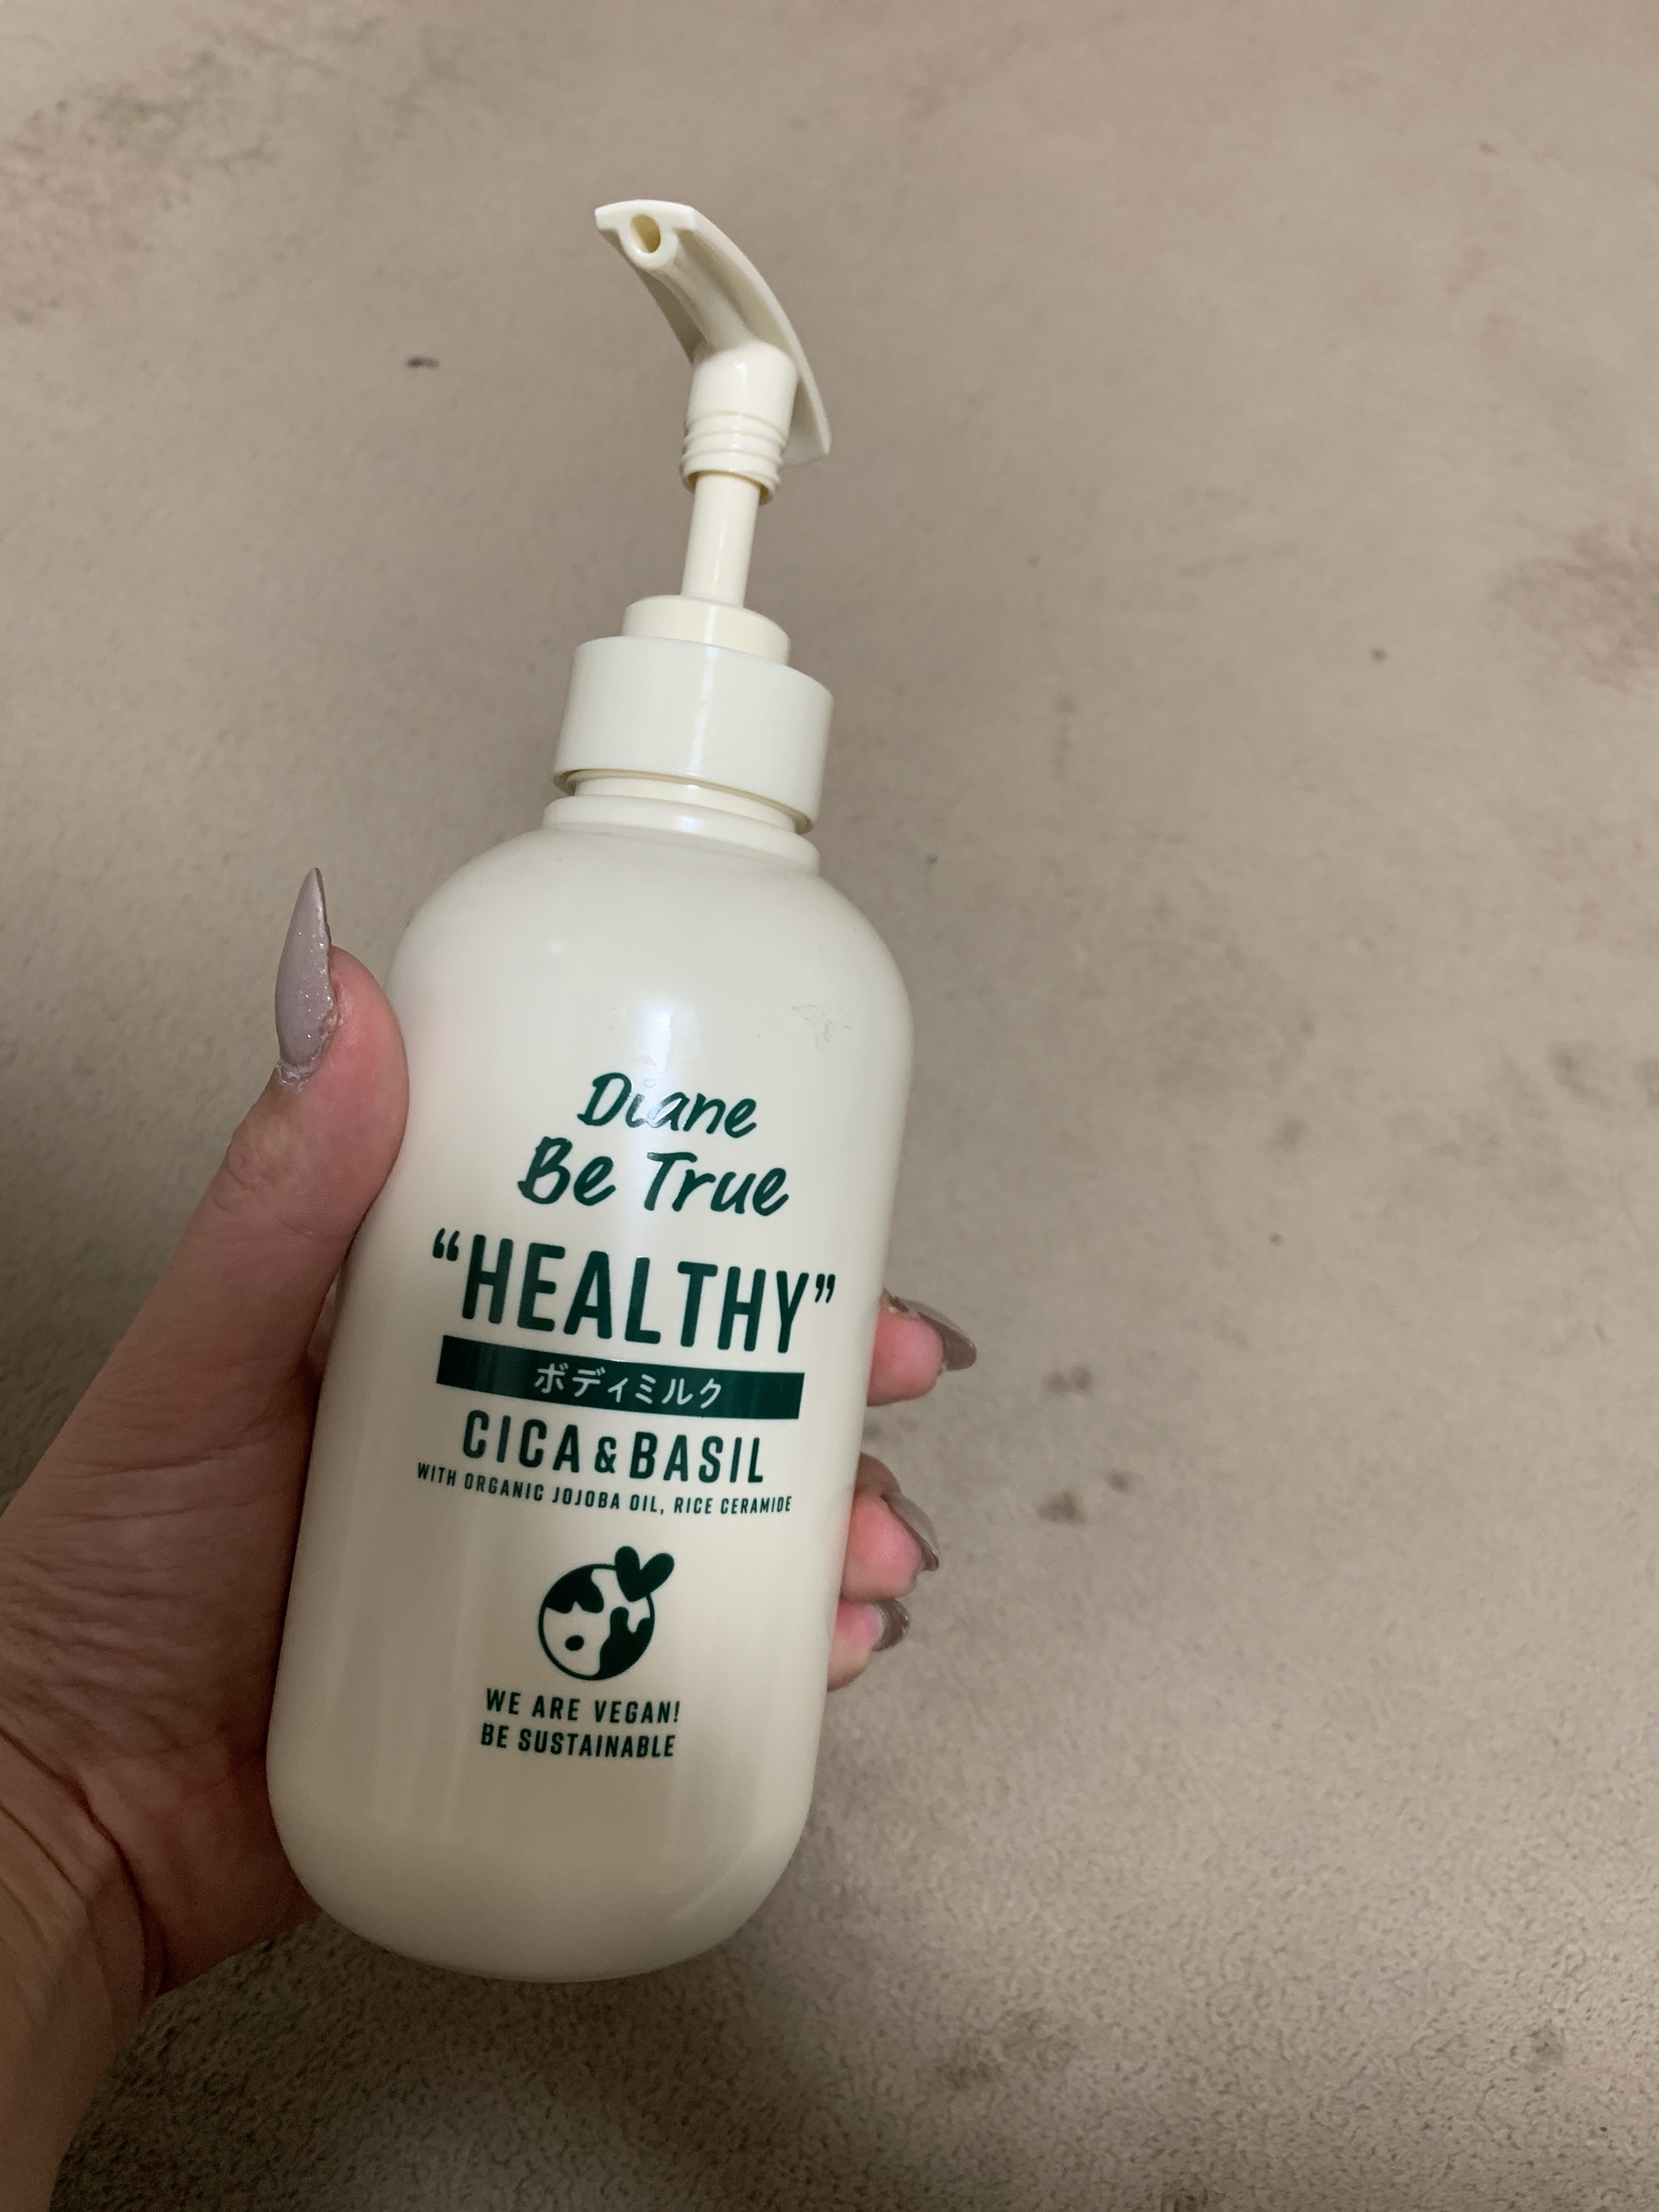 Diane
Be True
“HEALTHY”
ボディミルク
CICA & BASIL
WITH ORGANIC JOJOBA OIL, RICE CERAMIDE
WE ARE VEGAN!
BE SUSTAINABLE